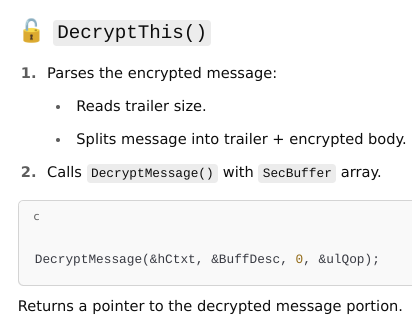 🔓 DecryptThis()
1. Parses the encrypted message:
• Reads trailer size.
• Splits message into trailer + encrypted body.
2. Calls DecryptMessage() with SecBuffer array.
c
DecryptMessage(&hCtxt, &BuffDesc, 0, &ulQop);
Returns a pointer to the decrypted message portion.